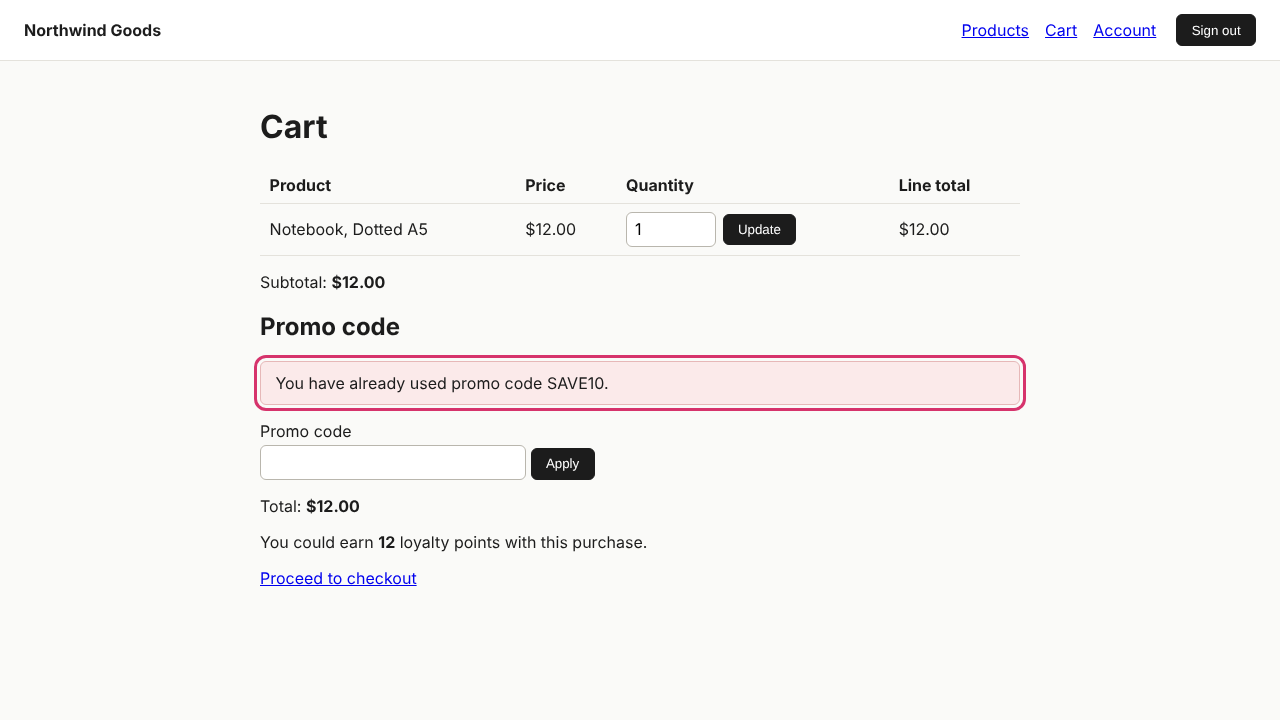 Northwind Goods
Products Cart Account Sign out
Cart
Product Price Quantity Line total
Notebook, Dotted A5 $12.00 1 Update $12.00
Subtotal: $12.00
Promo code
You have already used promo code SAVE10.
Promo code
Apply
Total: $12.00
You could earn 12 loyalty points with this purchase.
Proceed to checkout